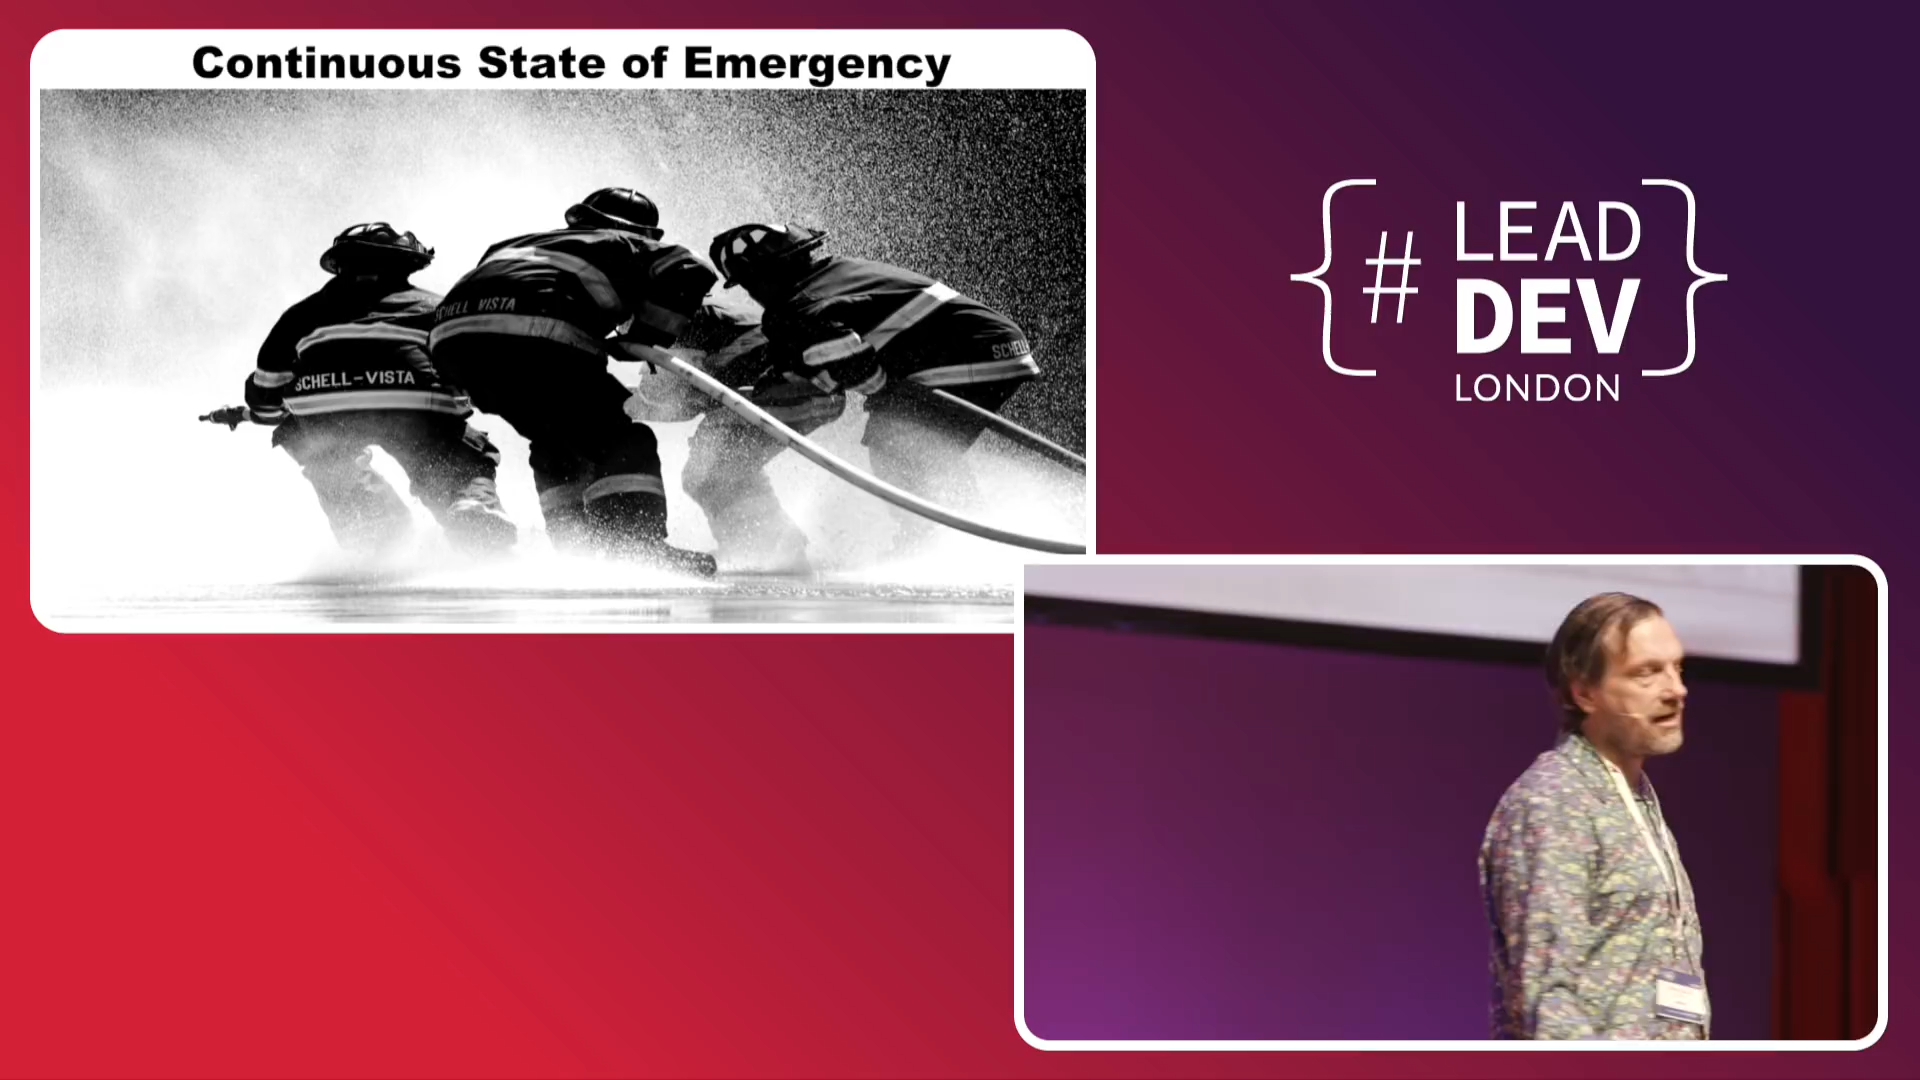 Continuous State of Emergency
SCHELL-VISTA
SCHELL VISTA
SCHELL
#
LEAD
DEV
LONDON